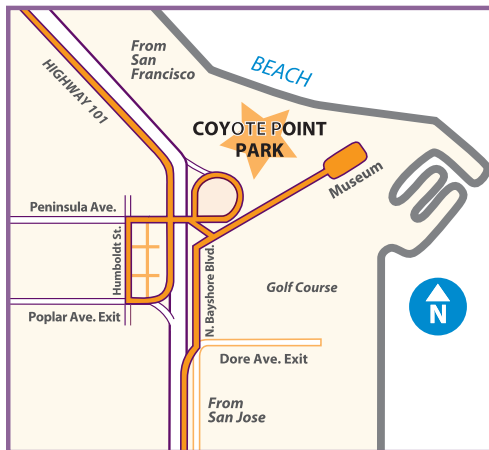 From
San
Francisco
BEACH
HIGHWAY 101
COYOTE POINT
PARK
Museum
Peninsula Ave.
Humboldt St.
N. Bayshore Blvd.
Golf Course
N
Poplar Ave. Exit
Dore Ave. Exit
From
San Jose